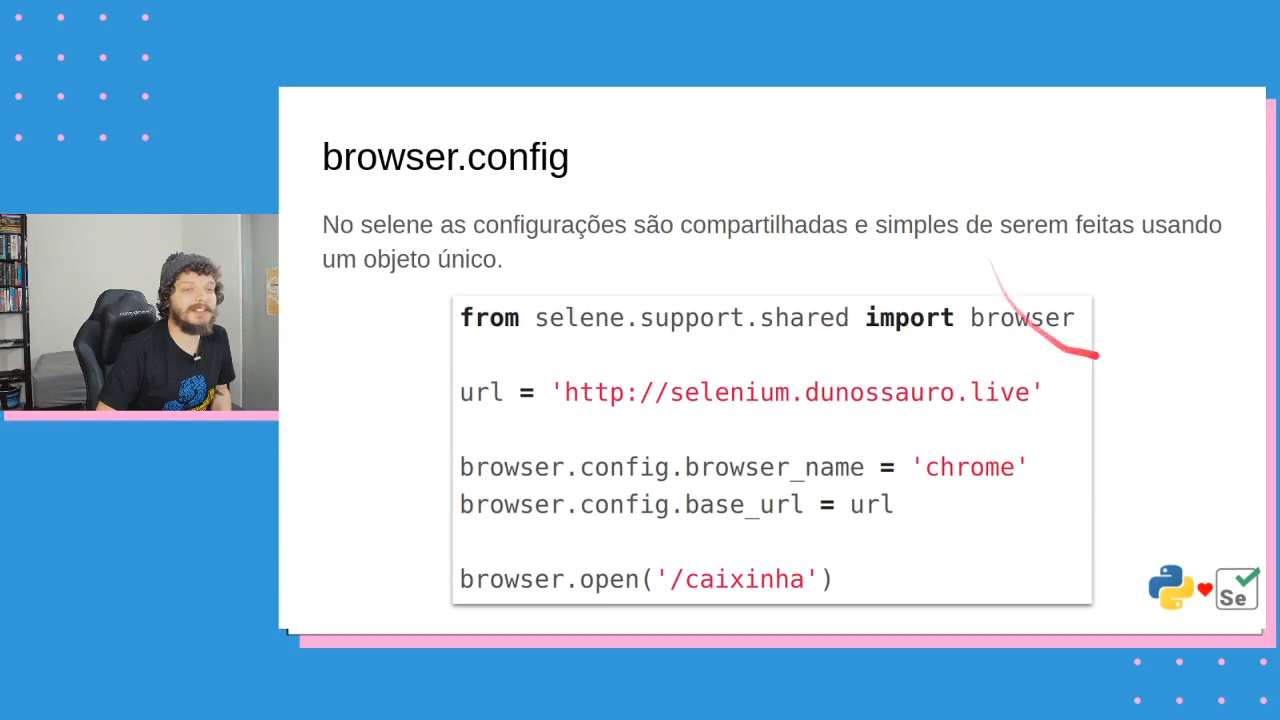 browser.config
No selene as configurações são compartilhadas e simples de serem feitas usando
um objeto único.
from selene.support.shared import browser
url = 'http://selenium.dunossauro.live'
browser.config.browser_name = 'chrome'
browser.config.base_url = url
browser.open('/caixinha')
Se